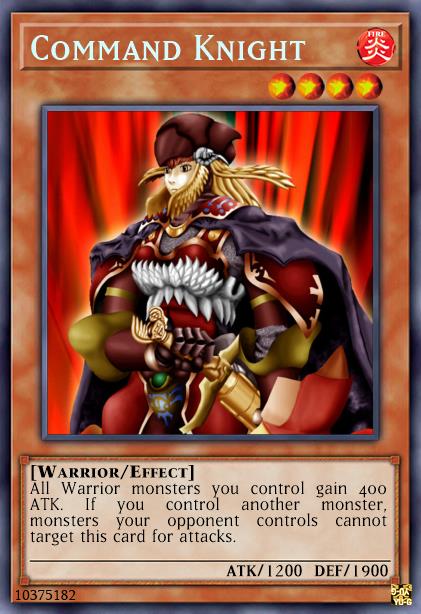 Command Knight
FIRE
炎
[Warrior/Effect]
All Warrior monsters you control gain 400
ATK. If you control another monster,
monsters your opponent controls cannot
target this card for attacks.
ATK/1200 DEF/1900
10375182